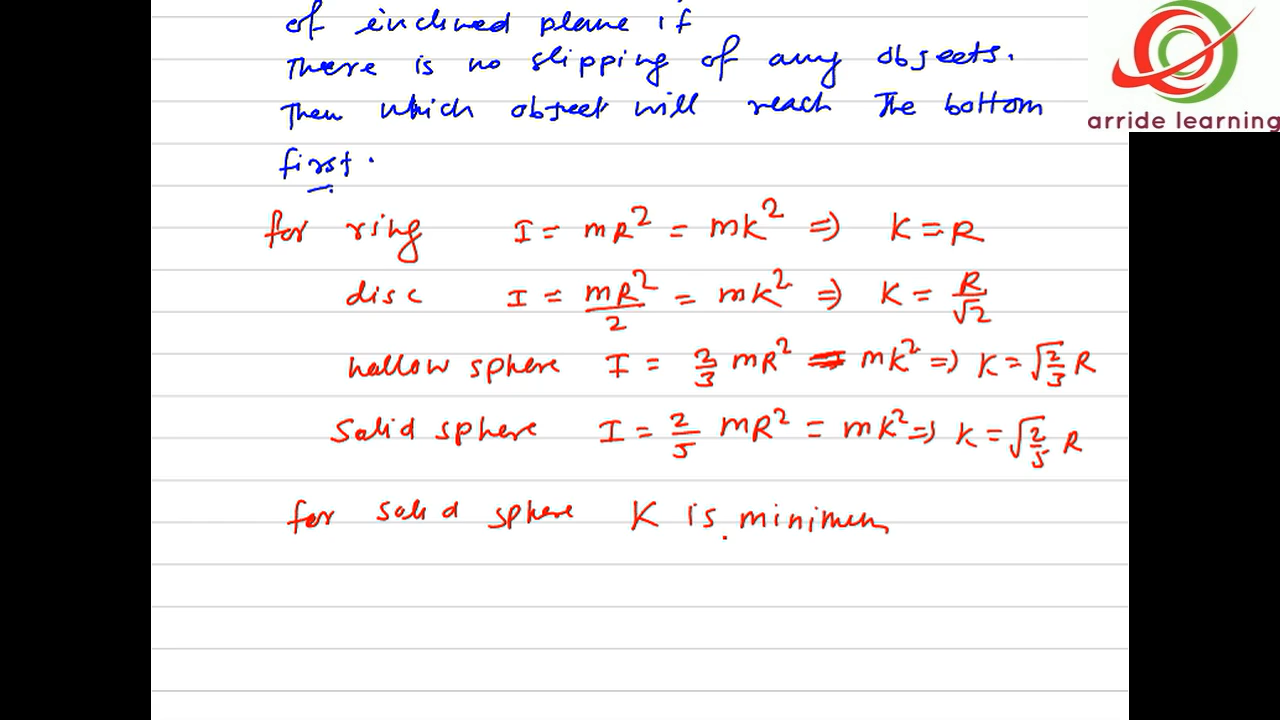 of inclined plane if
There is no slipping of any objects.
Then which object will reach The bottom
first.
arride learning
for ring I = mR² = mK² ⇒ K = R
disc I = mR²/2 = mK² ⇒ K = R/√2
hallow sphere I = 2/3 mR² = mK² ⇒ K = √2/3 R
Solid sphere I = 2/5 mR² = mK² ⇒ K = √2/5 R
for solid sphere K is minimum